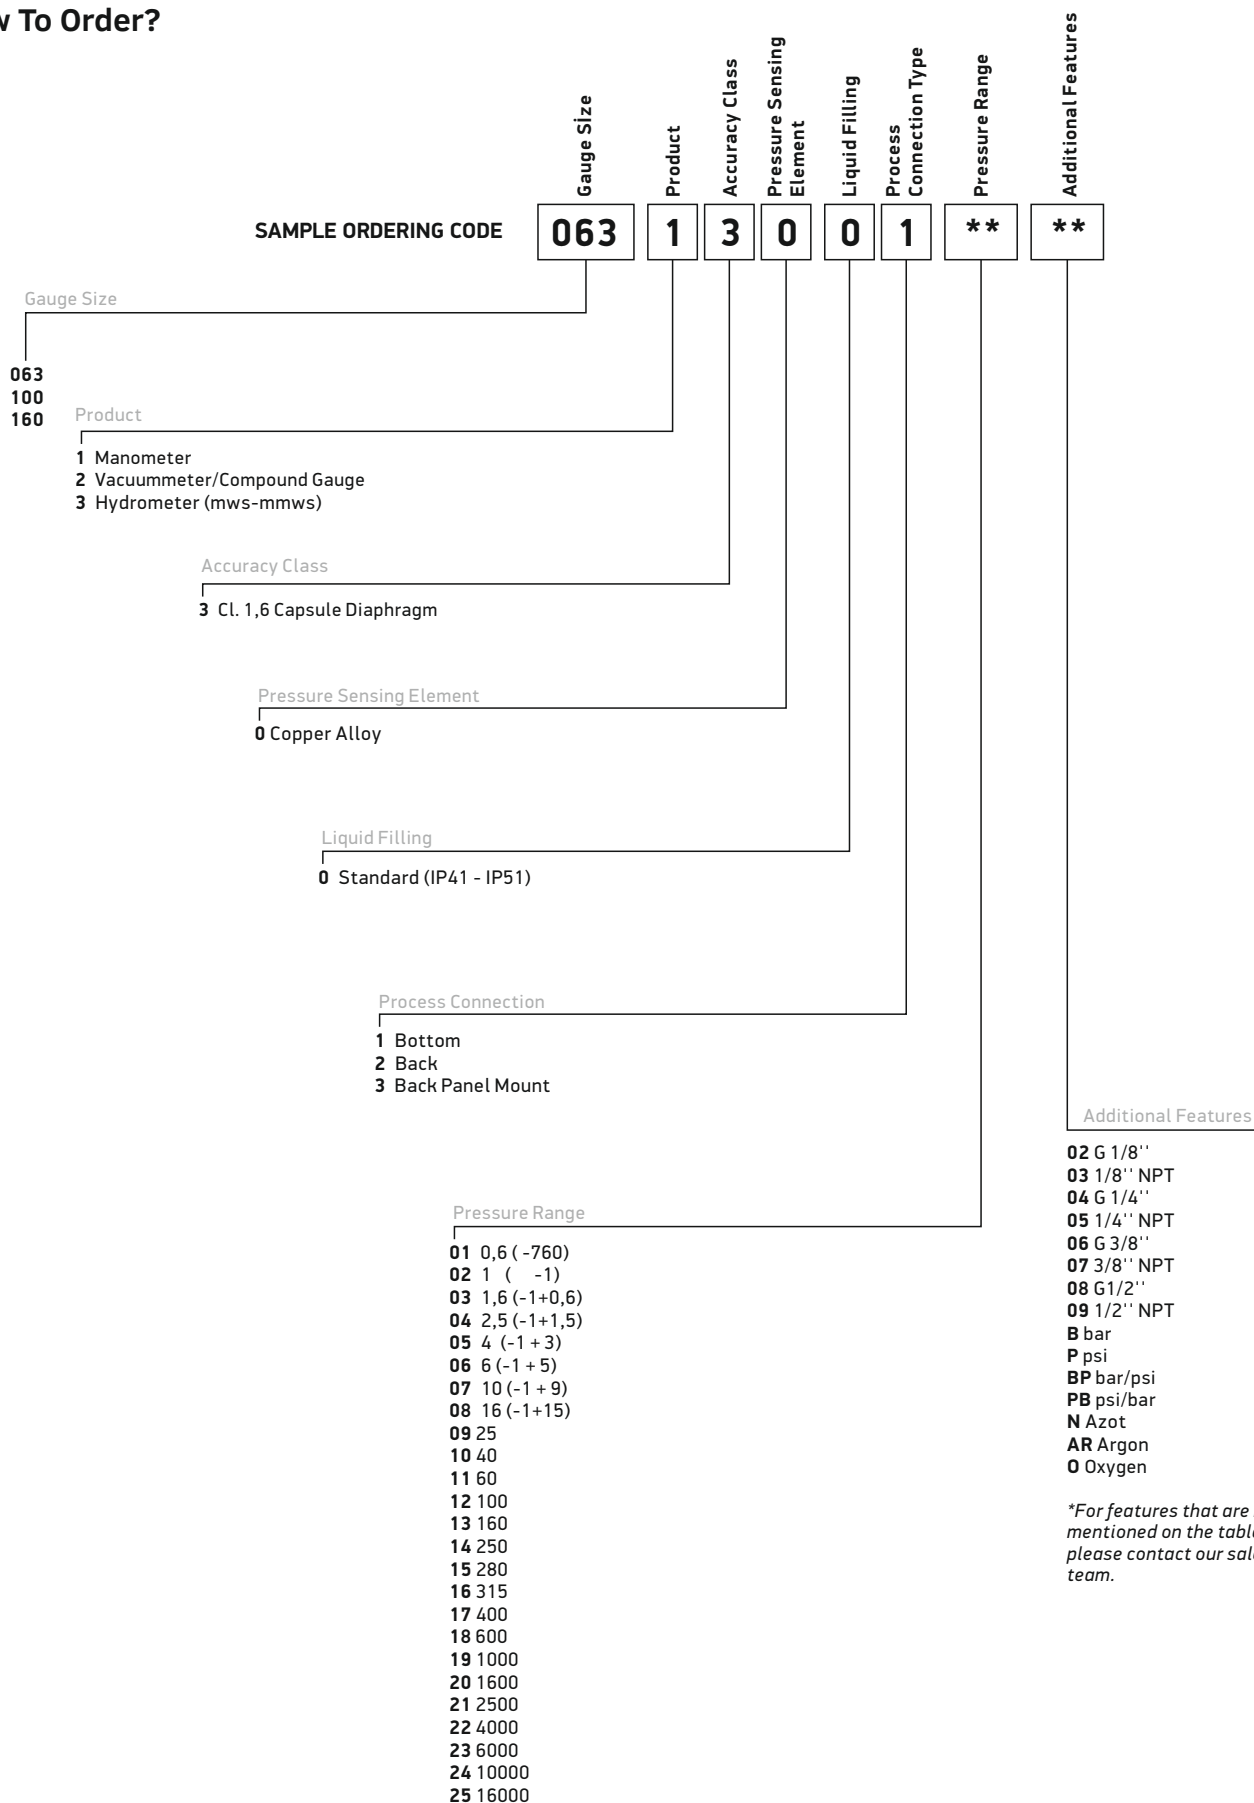 To Order?
Gauge Size
Product
Accuracy Class
Pressure Sensing
Element
Liquid Filling
Process
Connection Type
Pressure Range
Additional Features
SAMPLE ORDERING CODE 063 1 3 0 0 1 ** **
Gauge Size
063
100
160
Product
1 Manometer
2 Vacuummeter/Compound Gauge
3 Hydrometer (mws-mmws)
Accuracy Class
3 Cl. 1,6 Capsule Diaphragm
Pressure Sensing Element
0 Copper Alloy
Liquid Filling
0 Standard (IP41 - IP51)
Process Connection
1 Bottom
2 Back
3 Back Panel Mount
Pressure Range
01 0,6 ( -760)
02 1 ( -1)
03 1,6 (-1+0,6)
04 2,5 (-1+1,5)
05 4 (-1 + 3)
06 6 (-1 + 5)
07 10 (-1 + 9)
08 16 (-1+15)
09 25
10 40
11 60
12 100
13 160
14 250
15 280
16 315
17 400
18 600
19 1000
20 1600
21 2500
22 4000
23 6000
24 10000
25 16000
Additional Features
02 G 1/8''
03 1/8'' NPT
04 G 1/4''
05 1/4'' NPT
06 G 3/8''
07 3/8'' NPT
08 G1/2''
09 1/2'' NPT
B bar
P psi
BP bar/psi
PB psi/bar
N Azot
AR Argon
O Oxygen
*For features that are
mentioned on the table
please contact our
team.